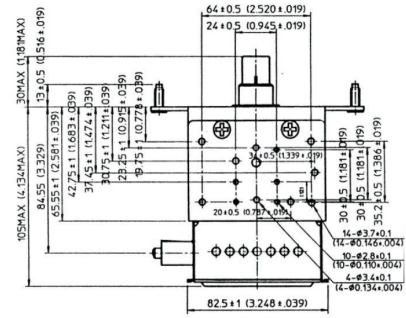 64±0.5 (2.520±.019)
24±0.5 (0.945±.019)
30MAX (1,181MAX)
13±0.5 (0.516±.019)
105MAX (4.134MAX)
84.55 (3.329)
65.55±1 (2.581±.039)
42.75±1 (1.683±.039)
37.45±1 (1,474±.039)
30.75±1 (1.211±.039)
23.25±1 (0.915±.039)
19.75±1 (0.778±.039)
34±0.5 (1.339±.019)
20±0.5 (0.787±.019)
B
30±0.5 (1.181±.019)
30±0.5 (1.181±.019)
35.2±0.5 (1.386±.019)
14-Ø3.7±0.1
(14-Ø0.146±.004)
10-Ø2.8±0.1
(10-Ø0.110±.004)
4-Ø3.4±0.1
(4-Ø0.134±.004)
82.5±1 (3.248±.039)